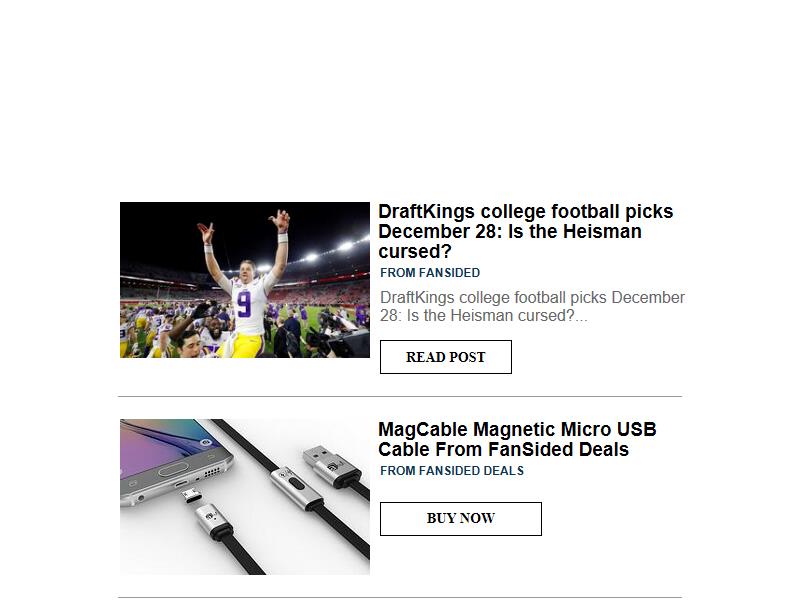 DraftKings college football picks
December 28: Is the Heisman
cursed?
FROM FANSIDED
DraftKings college football picks December
28: Is the Heisman cursed?...
READ POST
9
MagCable Magnetic Micro USB
Cable From FanSided Deals
FROM FANSIDED DEALS
BUY NOW